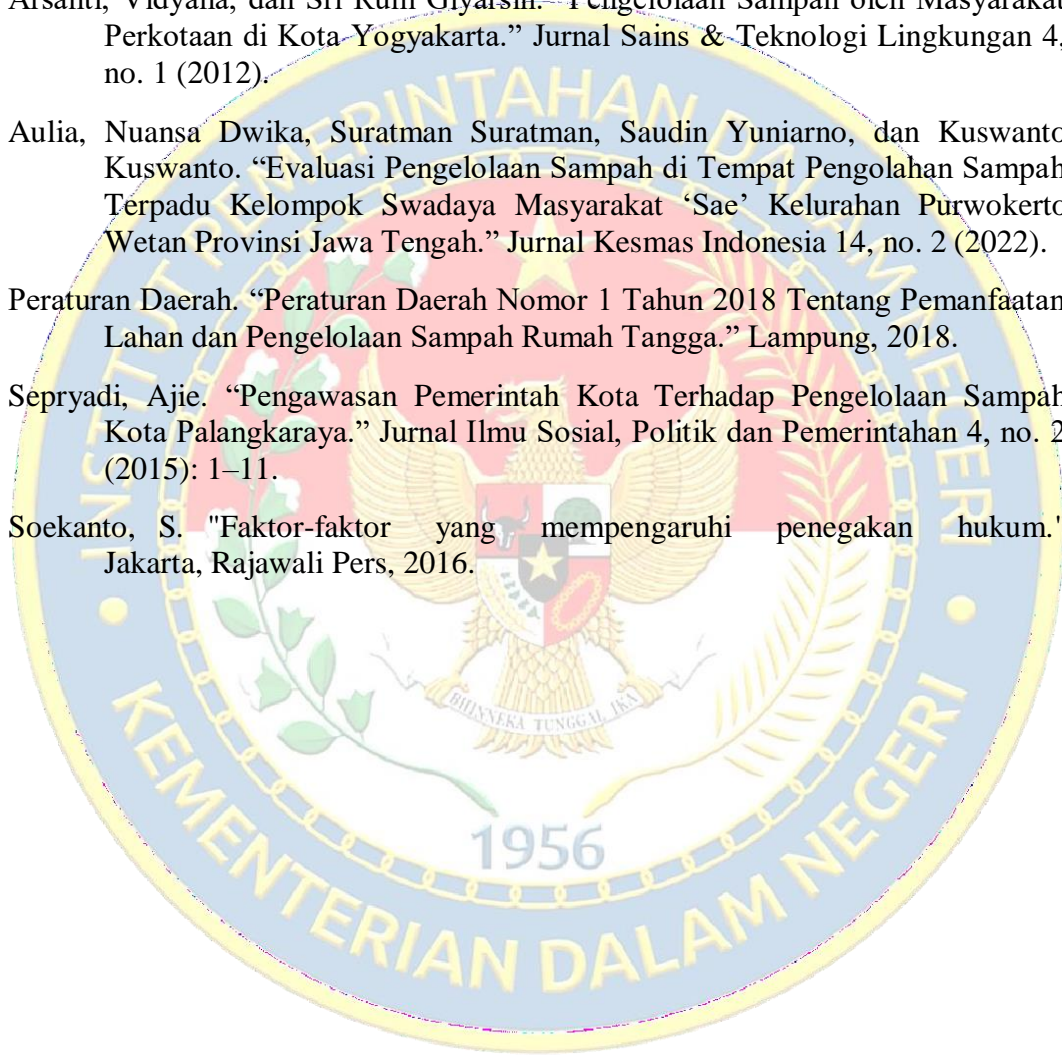 Arsanti, Vidyana, dan Sri Rum Giyarsih. “Pengelolaan Sampah oleh Masyarakat
Perkotaan di Kota Yogyakarta.” Jurnal Sains & Teknologi Lingkungan 4,
no. 1 (2012).
Aulia, Nuansa Dwika, Suratman Suratman, Saudin Yuniarno, dan Kuswanto
Kuswanto. “Evaluasi Pengelolaan Sampah di Tempat Pengolahan Sampah
Terpadu Kelompok Swadaya Masyarakat ‘Sae’ Kelurahan Purwokerto
Wetan Provinsi Jawa Tengah.” Jurnal Kesmas Indonesia 14, no. 2 (2022).
Peraturan Daerah. “Peraturan Daerah Nomor 1 Tahun 2018 Tentang Pemanfaatan
Lahan dan Pengelolaan Sampah Rumah Tangga.” Lampung, 2018.
Sepryadi, Ajie. “Pengawasan Pemerintah Kota Terhadap Pengelolaan Sampah
Kota Palangkaraya.” Jurnal Ilmu Sosial, Politik dan Pemerintahan 4, no. 2
(2015): 1–11.
Soekanto, S. "Faktor-faktor yang mempengaruhi penegakan hukum."
Jakarta, Rajawali Pers, 2016.
INSTITUT PEMERINTAHAN DALAM NEGERI
BHINNEKA TUNGGAL IKA
1956
KEMENTERIAN DALAM NEGERI